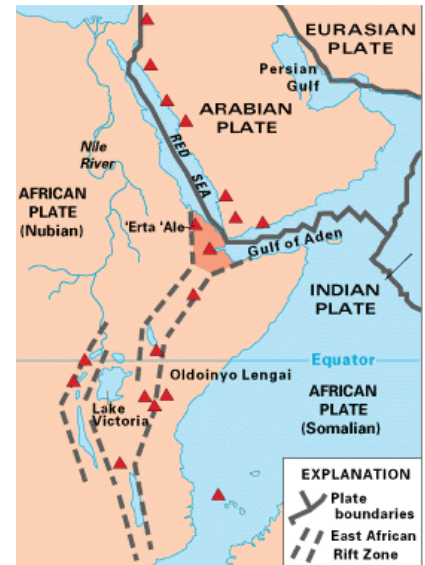 EURASIAN
PLATE
Persian
Gulf
ARABIAN
PLATE
RED SEA
Nile
River
AFRICAN
PLATE
(Nubian)
'Erta 'Ale
Gulf of Aden
INDIAN
PLATE
Equator
Oldoinyo Lengai
AFRICAN
PLATE
(Somalian)
Lake
Victoria
EXPLANATION
Plate
boundaries
East African
Rift Zone